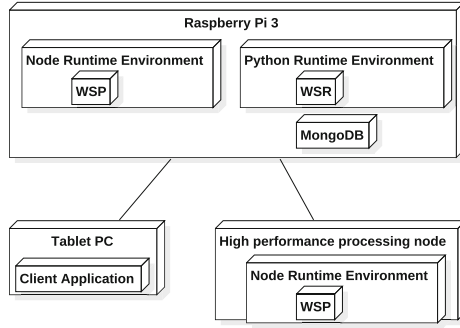 Raspberry Pi 3
Node Runtime Environment
WSP
Python Runtime Environment
WSR
MongoDB
Tablet PC
Client Application
High performance processing node
Node Runtime Environment
WSP